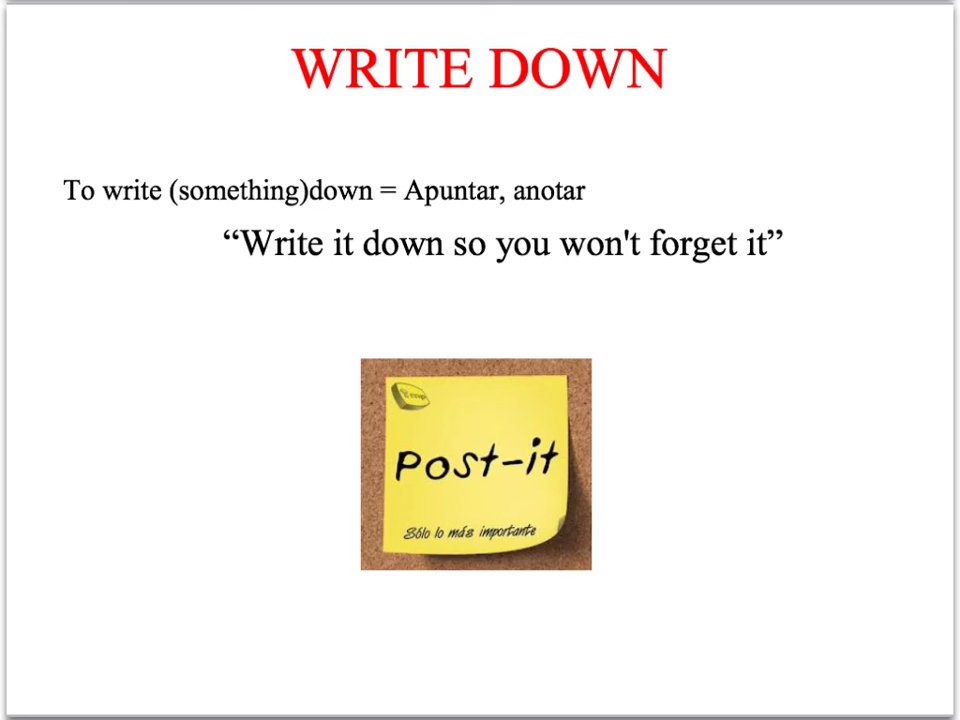 WRITE DOWN
To write (something)down = Apuntar, anotar
“Write it down so you won't forget it”
Post-it
Sólo lo más importante